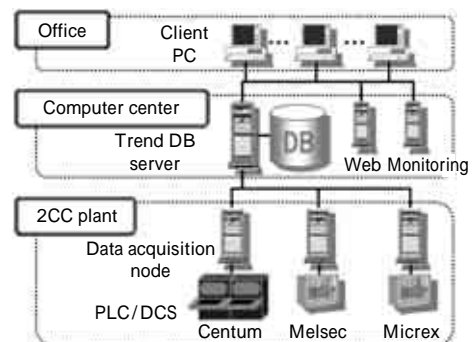 Office
Client
PC
Computer center
Trend DB
server
DB
Web Monitoring
2CC plant
Data acquisition
node
PLC/DCS
Centum Melsec Micrex